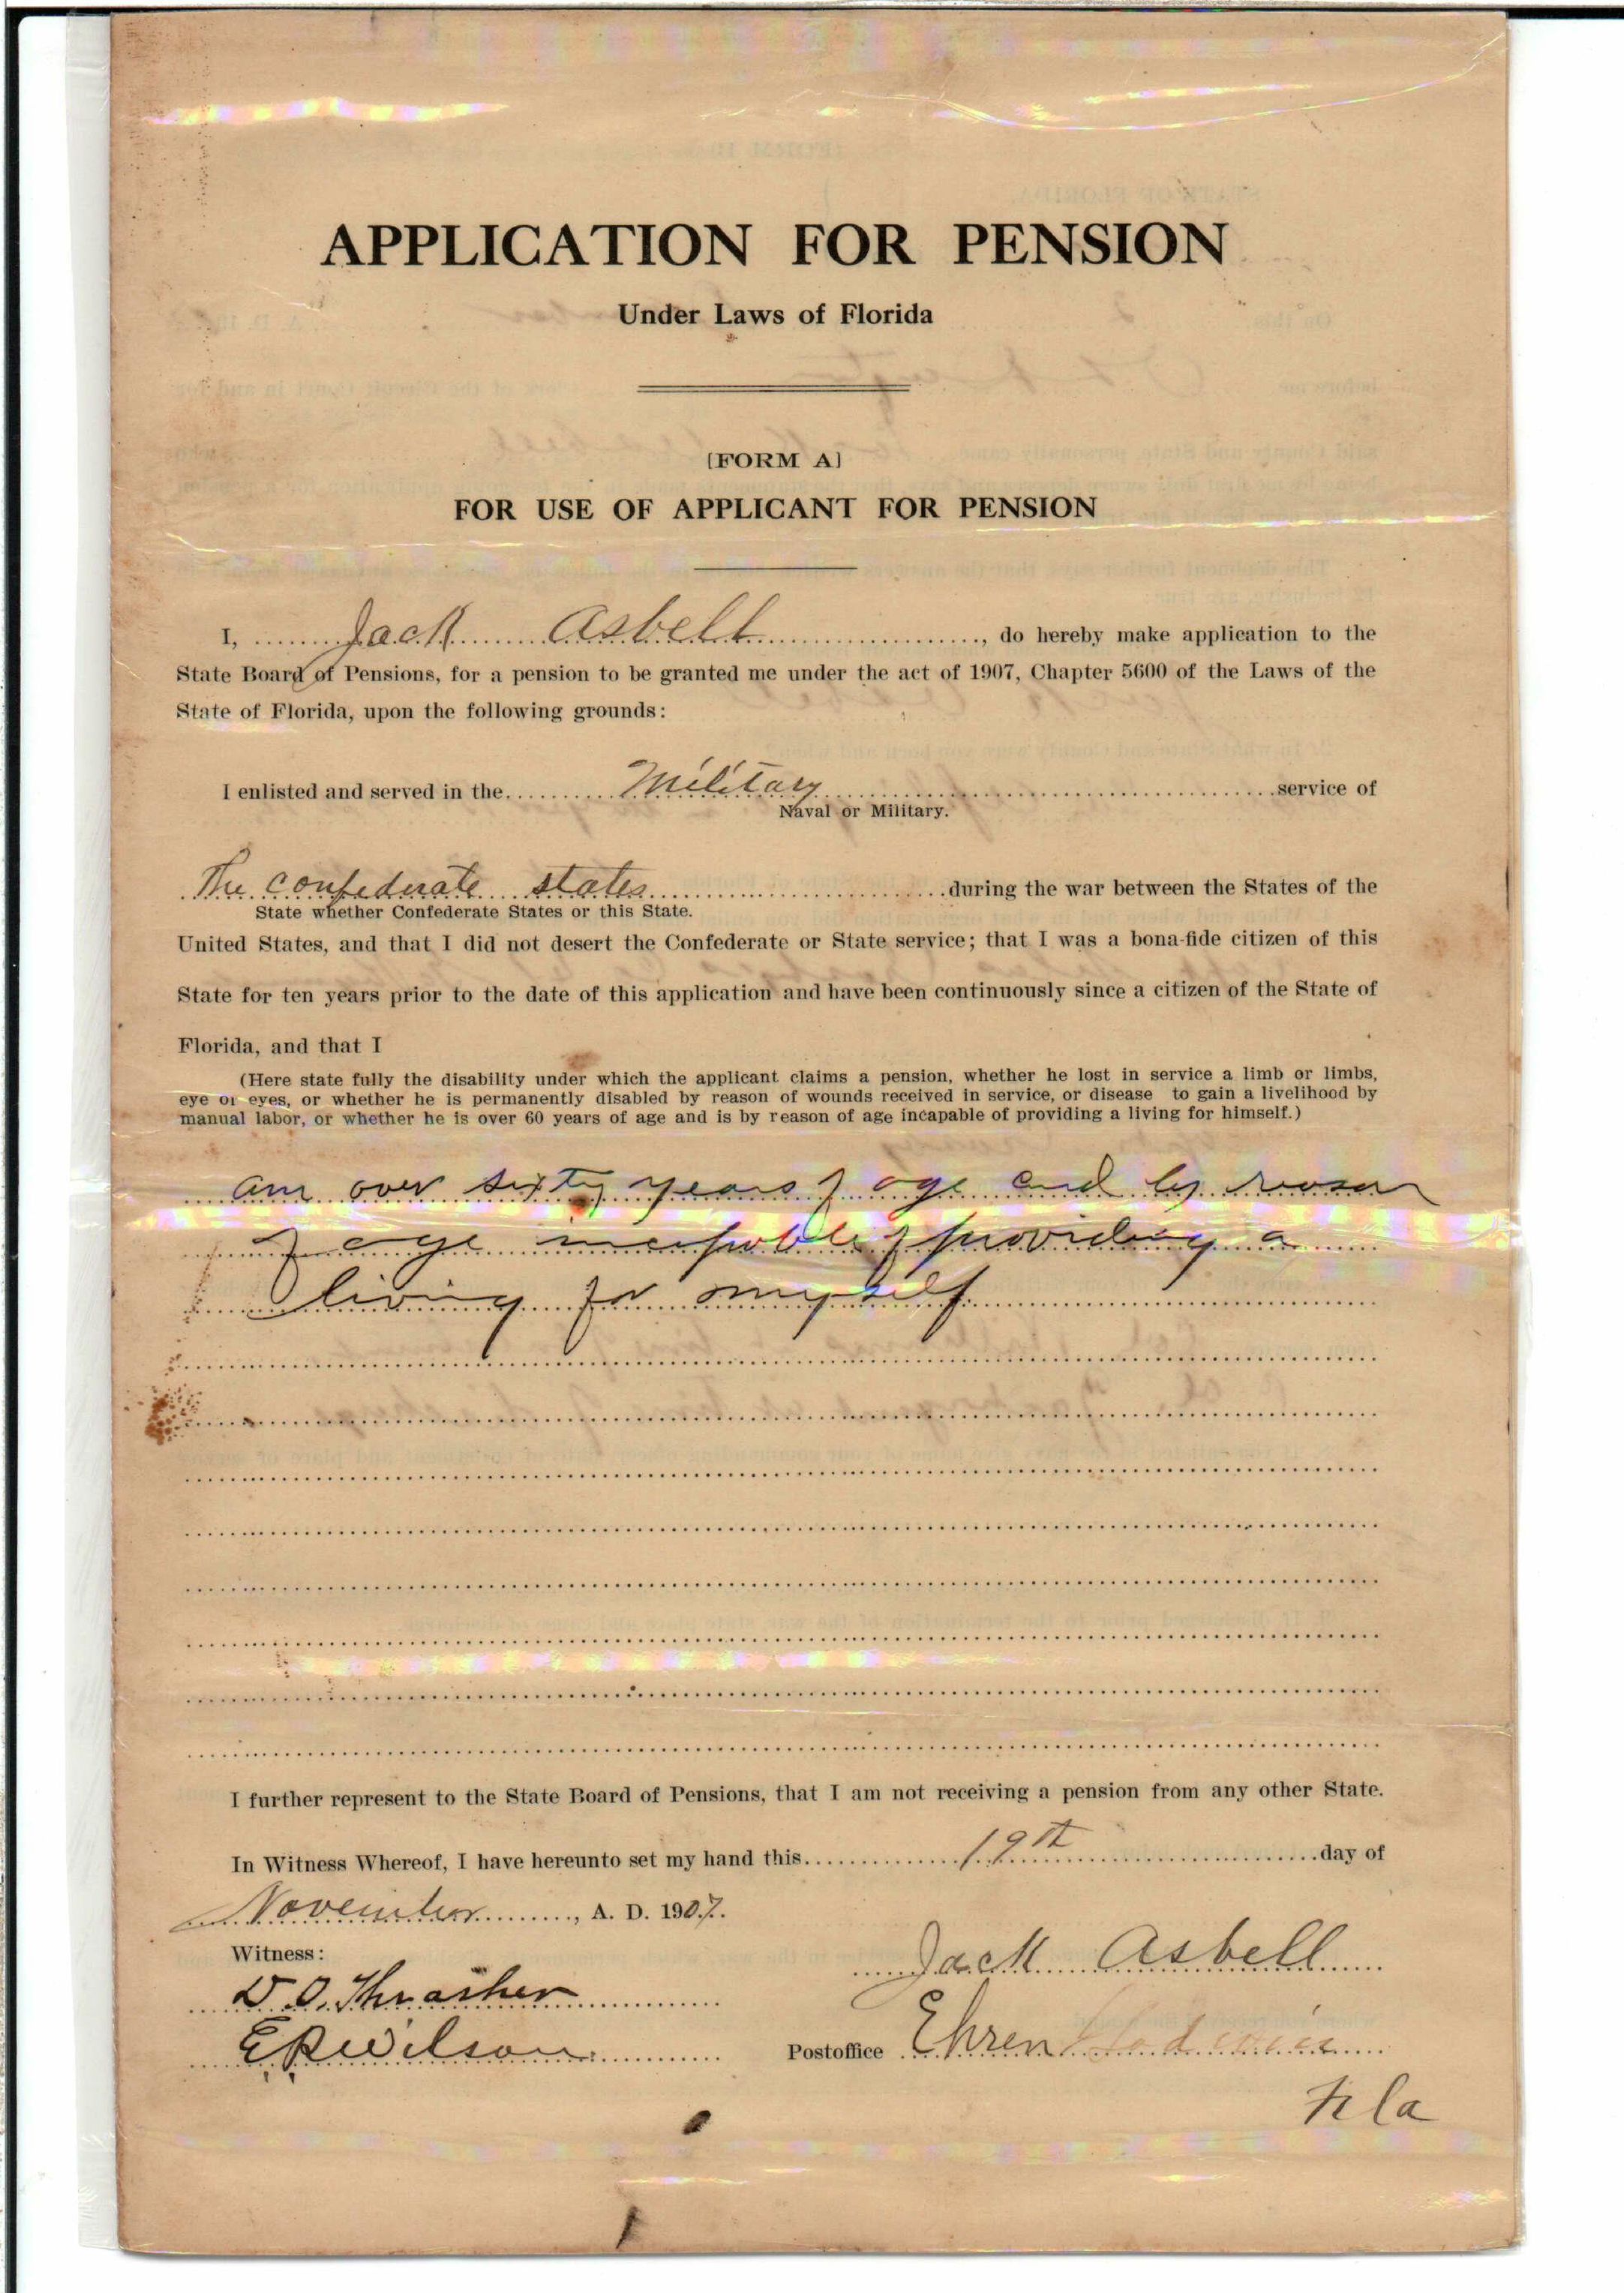 APPLICATION FOR PENSION
Under Laws of Florida
[FORM A]
FOR USE OF APPLICANT FOR PENSION
I, Jack Asbell, do hereby make application to the
State Board of Pensions, for a pension to be granted me under the act of 1907, Chapter 5600 of the Laws of the
State of Florida, upon the following grounds:
I enlisted and served in the Military service of
Naval or Military.
The confederate states during the war between the States of the
State whether Confederate States or this State.
United States, and that I did not desert the Confederate or State service; that I was a bona-fide citizen of this
State for ten years prior to the date of this application and have been continuously since a citizen of the State of
Florida, and that I
(Here state fully the disability under which the applicant claims a pension, whether he lost in service a limb or limbs,
eye or eyes, or whether he is permanently disabled by reason of wounds received in service, or disease to gain a livelihood by
manual labor, or whether he is over 60 years of age and is by reason of age incapable of providing a living for himself.)
am over sixty years of age and by reason
of age incapable of providing a
living for myself
I further represent to the State Board of Pensions, that I am not receiving a pension from any other State.
In Witness Whereof, I have hereunto set my hand this 19th day of
November, A. D. 1907.
Witness:
Jack Asbell
D.O. Thrasher
E R Wilson
Postoffice Ehren
Fla